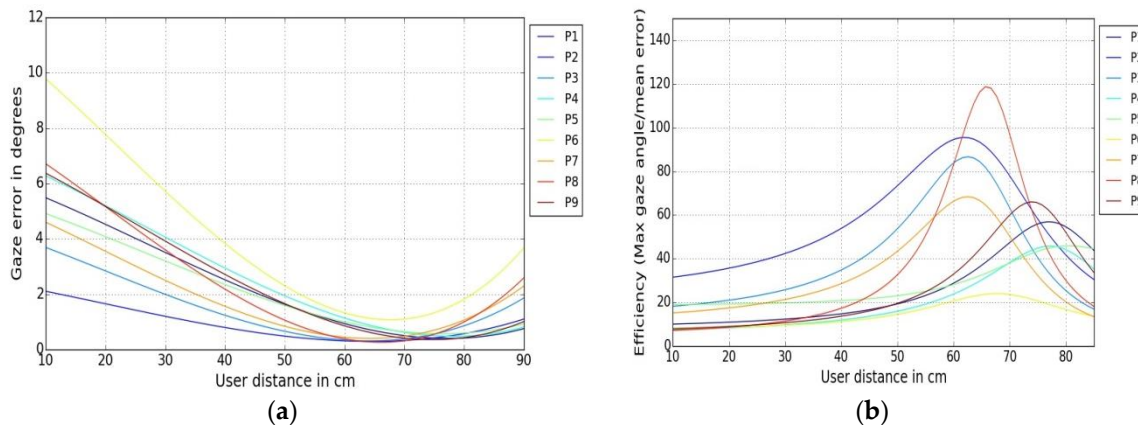 12
10
8
6
4
2
0
Gaze error in degrees
10 20 30 40 50 60 70 80 90
User distance in cm
P1
P2
P3
P4
P5
P6
P7
P8
P9
(a)
140
120
100
80
60
40
20
0
Efficiency (Max gaze angle/mean error)
10 20 30 40 50 60 70 80
User distance in cm
P
P
P
P
P
P
P
P
P
(b)